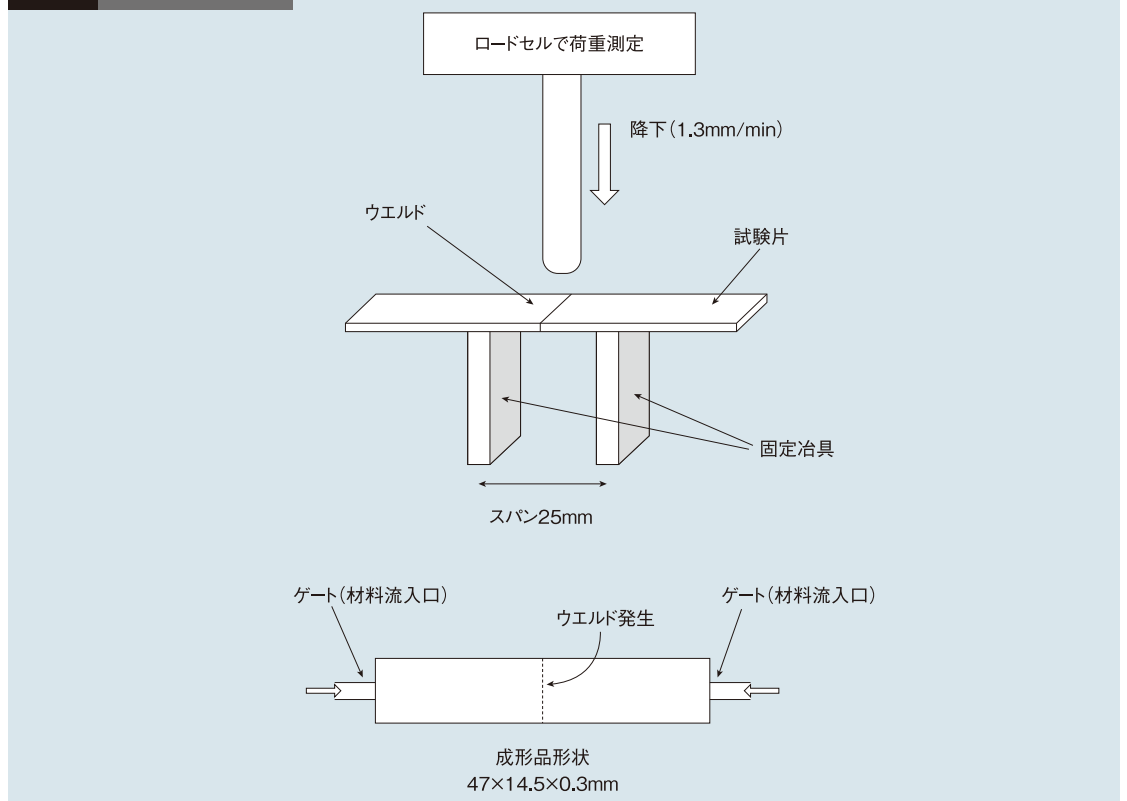 ロードセルで荷重測定
降下（1.3mm/min）
ウエルド
試験片
固定冶具
スパン25mm
ゲート（材料流入口）
ゲート（材料流入口）
ウエルド発生
成形品形状
47×14.5×0.3mm